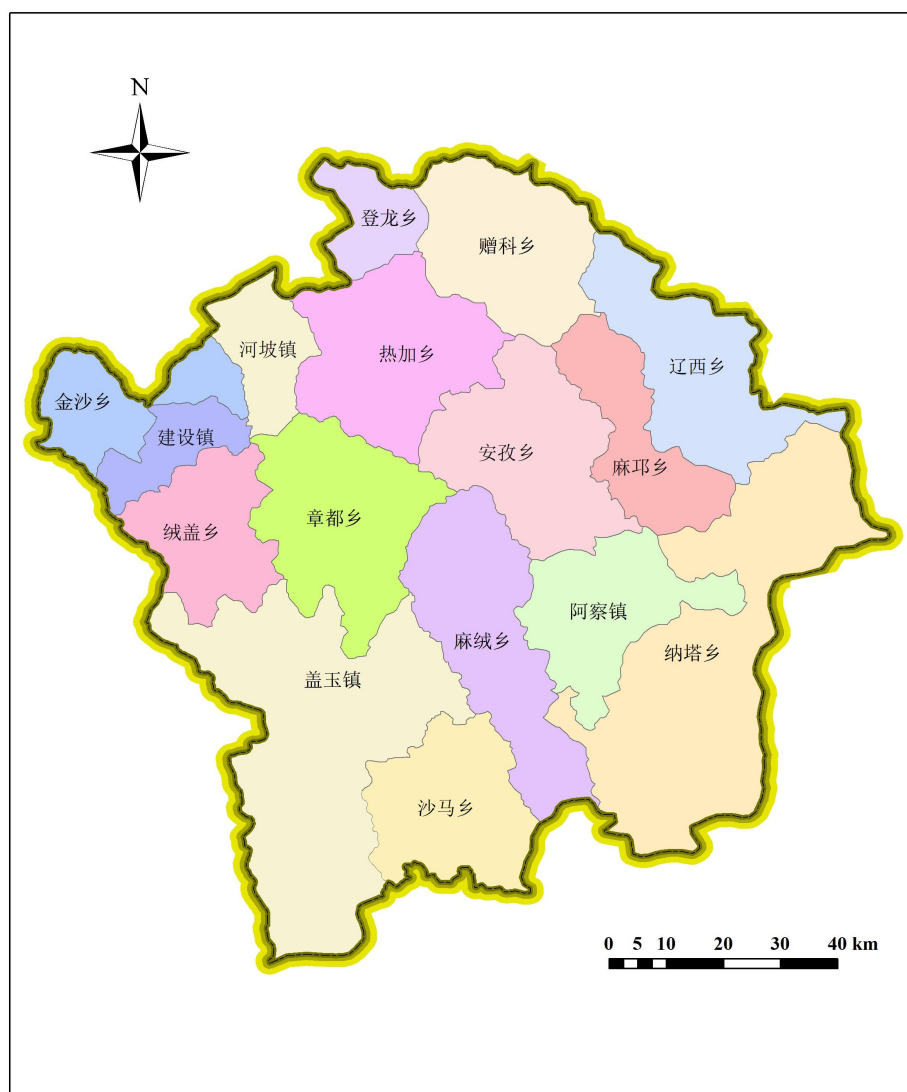 N
登龙乡
赠科乡
河坡镇
热加乡
辽西乡
金沙乡
建设镇
安孜乡
麻邛乡
章都乡
绒盖乡
阿察镇
麻绒乡
纳塔乡
盖玉镇
沙马乡
0 5 10 20 30 40 km